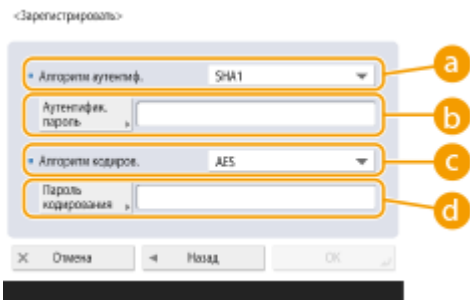 <Зарегистрировать>
Алгоритм аутентиф. SHA1
a
Аутентифик.
пароль
b
Алгоритм кодиров. AES
c
Пароль
кодирования
d
Отмена Назад OK